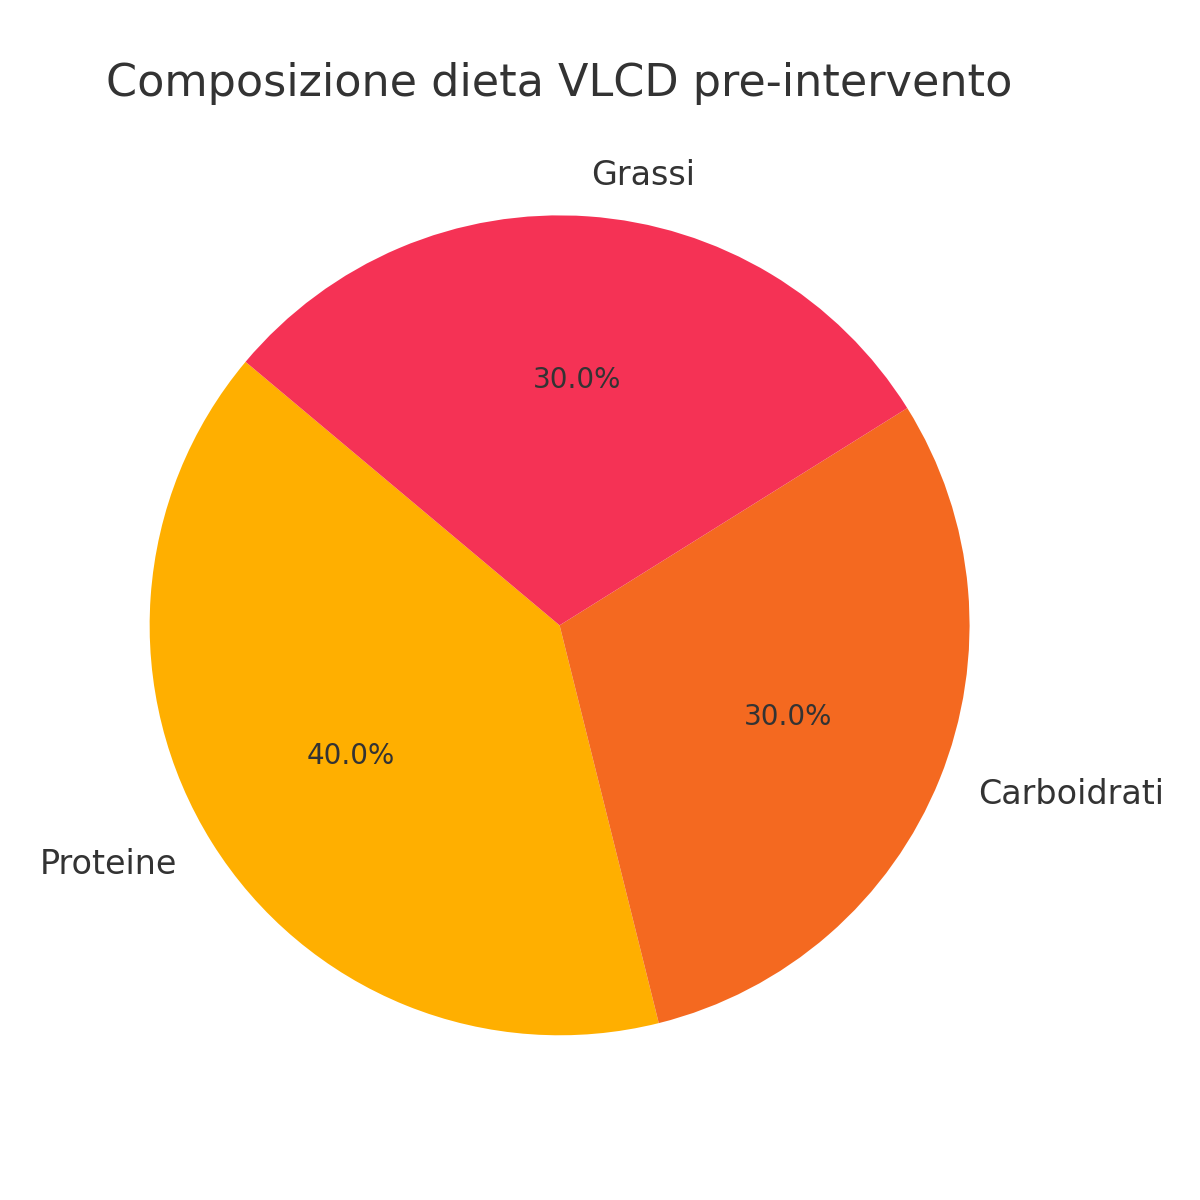 Composizione dieta VLCD pre-intervento
Grassi
30.0%
30.0%
40.0%
Carboidrati
Proteine